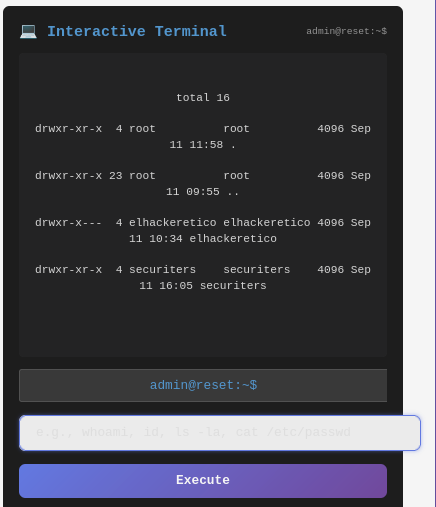 💻 Interactive Terminal admin@reset:~$
total 16
drwxr-xr-x  4 root          root          4096 Sep
11 11:58 .
drwxr-xr-x 23 root          root          4096 Sep
11 09:55 ..
drwxr-x---  4 elhackeretico elhackeretico 4096 Sep
11 10:34 elhackeretico
drwxr-xr-x  4 securiters    securiters    4096 Sep
11 16:05 securiters
admin@reset:~$
e.g., whoami, id, ls -la, cat /etc/passwd
Execute